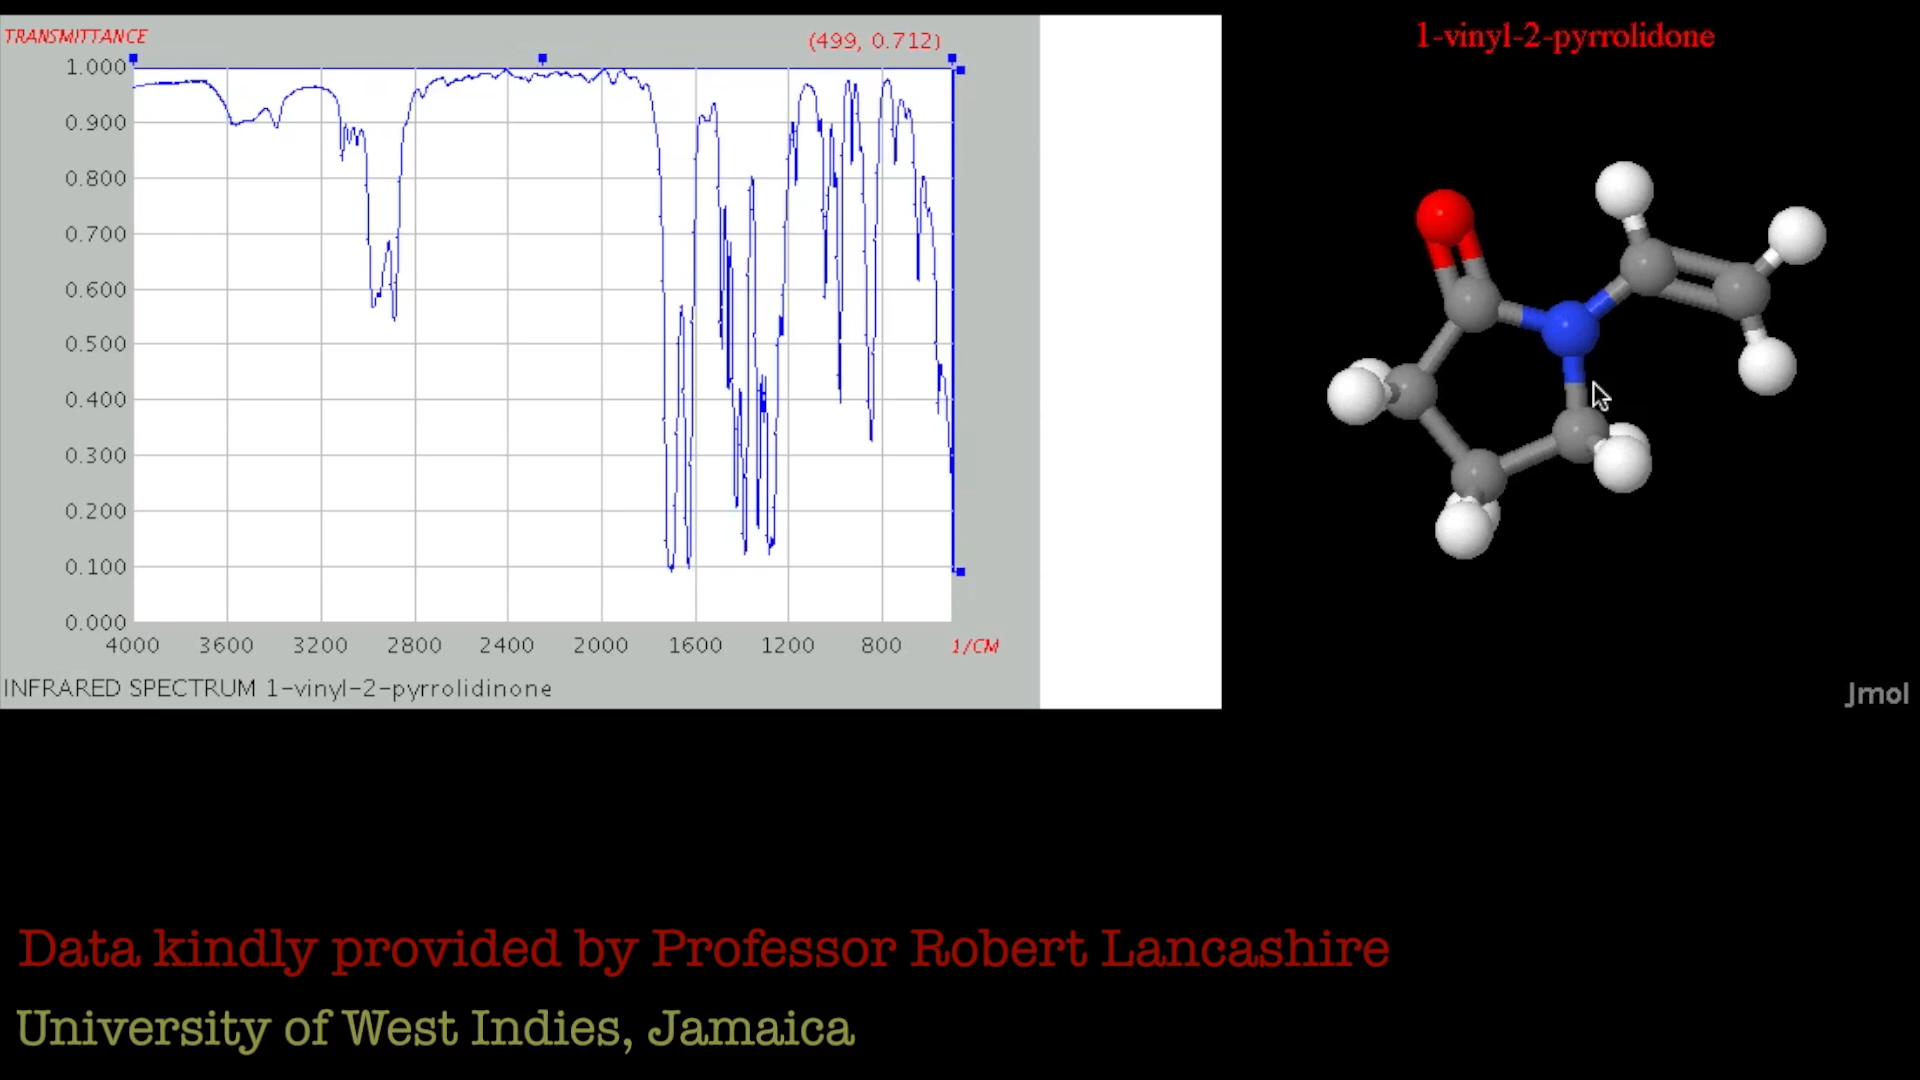 TRANSMITTANCE
(499, 0.712)
1-vinyl-2-pyrrolidone
1.000
0.900
0.800
0.700
0.600
0.500
0.400
0.300
0.200
0.100
0.000
4000 3600 3200 2800 2400 2000 1600 1200 800 1/CM
INFRARED SPECTRUM 1-vinyl-2-pyrrolidinone
Jmol
Data kindly provided by Professor Robert Lancashire
University of West Indies, Jamaica